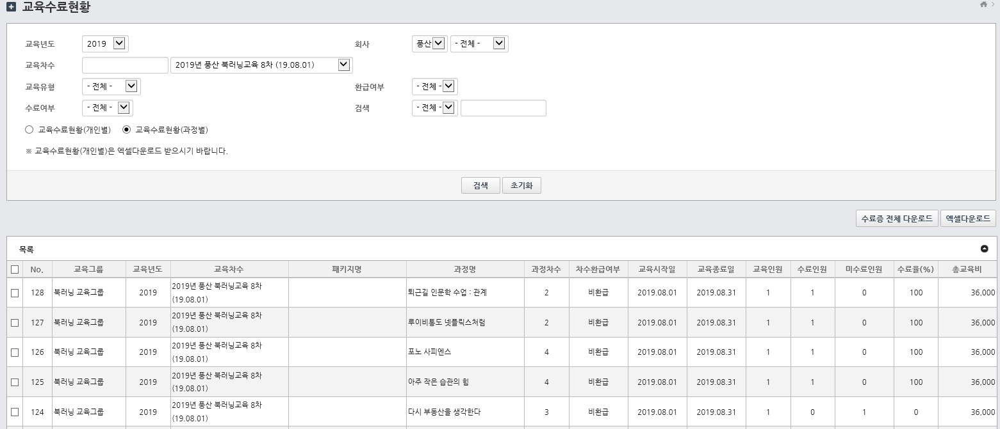 교육수료현황
교육년도 2019 회사 풍산 - 전체 -
교육차수 2019년 풍산 북러닝교육 8차 (19.08.01)
교육유형 - 전체 - 환급여부 - 전체 -
수료여부 - 전체 - 검색 - 전체 -
교육수료현황(개인별) 교육수료현황(과정별)
※ 교육수료현황(개인별)은 엑셀다운로드 받으시기 바랍니다.
검색 초기화
수료증 전체 다운로드 엑셀다운로드
목록
No. 교육그룹 교육년도 교육차수 패키지명 과정명 과정차수 차수환급여부 교육시작일 교육종료일 교육인원 수료인원 미수료인원 수료율(%) 총교육비
128 북러닝 교육그룹 2019 2019년 풍산 북러닝교육 8차 (19.08.01) 퇴근길 인문학 수업 : 관계 2 비환급 2019.08.01 2019.08.31 1 1 0 100 36,000
127 북러닝 교육그룹 2019 2019년 풍산 북러닝교육 8차 (19.08.01) 루이비통도 넷플릭스처럼 2 비환급 2019.08.01 2019.08.31 1 1 0 100 36,000
126 북러닝 교육그룹 2019 2019년 풍산 북러닝교육 8차 (19.08.01) 포노 사피엔스 4 비환급 2019.08.01 2019.08.31 1 1 0 100 36,000
125 북러닝 교육그룹 2019 2019년 풍산 북러닝교육 8차 (19.08.01) 아주 작은 습관의 힘 4 비환급 2019.08.01 2019.08.31 1 1 0 100 36,000
124 북러닝 교육그룹 2019 2019년 풍산 북러닝교육 8차 (19.08.01) 다시 부동산을 생각한다 3 비환급 2019.08.01 2019.08.31 1 0 1 0 36,000